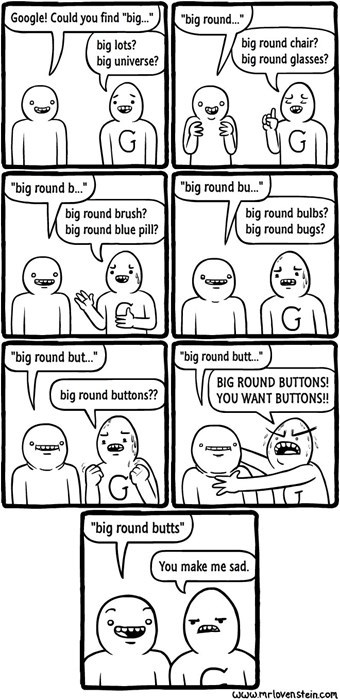 Google! Could you find "big..."
big lots?
big universe?
G
"big round..."
big round chair?
big round glasses?
G
"big round b..."
big round brush?
big round blue pill?
G
"big round bu..."
big round bulbs?
big round bugs?
G
"big round but..."
big round buttons??
G
"big round butt..."
BIG ROUND BUTTONS!
YOU WANT BUTTONS!!
"big round butts"
You make me sad.
www.mrlovenstein.com